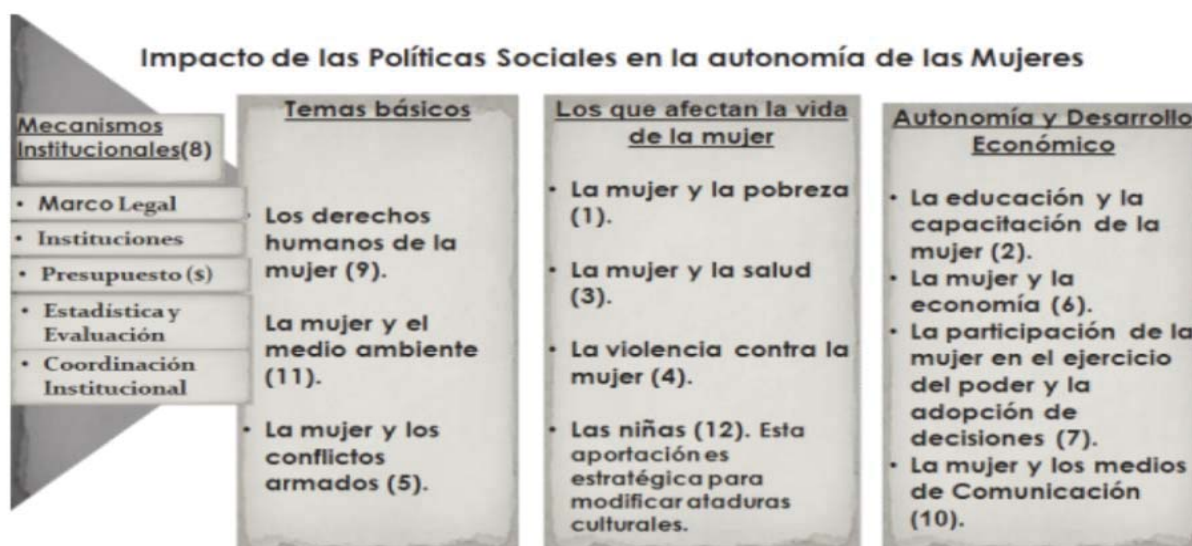 Impacto de las Políticas Sociales en la autonomía de las Mujeres
Mecanismos
Institucionales(8)
• Marco Legal
• Instituciones
• Presupuesto ($)
• Estadística y
Evaluación
• Coordinación
Institucional
Temas básicos
• Los derechos
humanos de la
mujer (9).
La mujer y el
medio ambiente
(11).
• La mujer y los
conflictos
armados (5).
Los que afectan la vida
de la mujer
• La mujer y la pobreza
(1).
• La mujer y la salud
(3).
• La violencia contra la
mujer (4).
• Las niñas (12). Esta
aportación es
estratégica para
modificar ataduras
culturales.
Autonomía y Desarrollo
Económico
• La educación y la
capacitación de la
mujer (2).
• La mujer y la
economía (6).
• La participación de la
mujer en el ejercicio
del poder y la
adopción de
decisiones (7).
• La mujer y los medios
de Comunicación
(10).